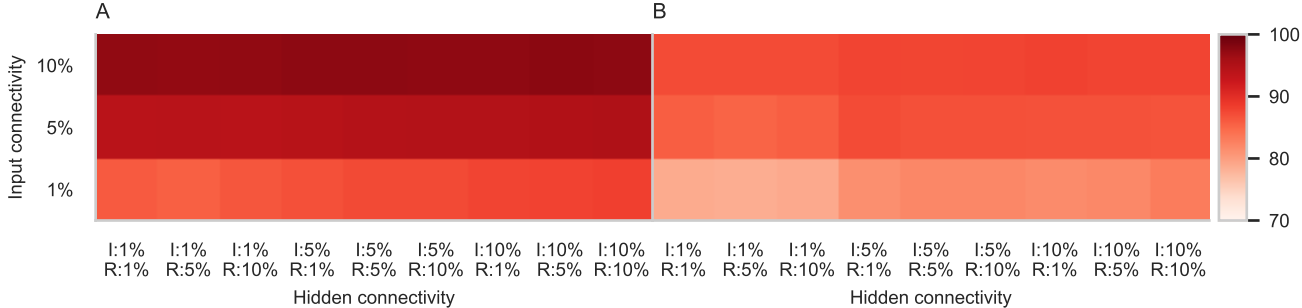 A
B
Input connectivity
10%
5%
1%
100
90
80
70
I:1% I:1% I:1% I:5% I:5% I:5% I:10% I:10% I:10%
R:1% R:5% R:10% R:1% R:5% R:10% R:1% R:5% R:10%
Hidden connectivity
I:1% I:1% I:1% I:5% I:5% I:5% I:10% I:10% I:10%
R:1% R:5% R:10% R:1% R:5% R:10% R:1% R:5% R:10%
Hidden connectivity